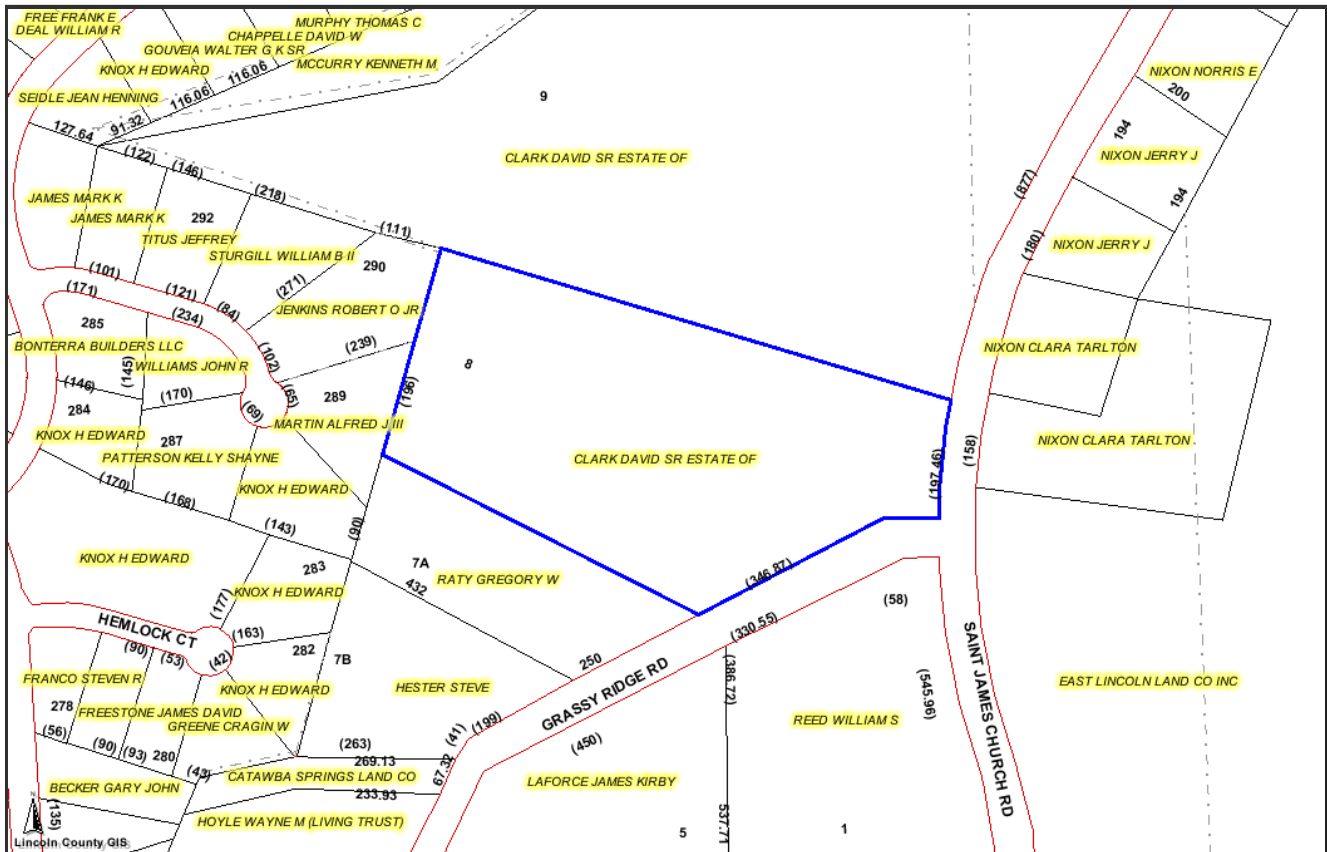 FREE FRANK E
DEAL WILLIAM R
MURPHY THOMAS C
CHAPPELLE DAVID W
GOUVEIA WALTER G K SR
KNOX H EDWARD
MCCURRY KENNETH M
SEIDLE JEAN HENNING
116.06
116.06
91.32
127.64
9
CLARK DAVID SR ESTATE OF
NIXON NORRIS E
200
194
NIXON JERRY J
194
(877)
(180)
NIXON JERRY J
(122)
(146)
(218)
(111)
JAMES MARK K
JAMES MARK K
292
TITUS JEFFREY
STURGILL WILLIAM B II
290
(271)
JENKINS ROBERT O JR
(101)
(121)
(84)
(171)
(234)
(102)
285
BONTERRA BUILDERS LLC
(145)
WILLIAMS JOHN R
(239)
(65)
289
(196)
8
(146)
(170)
(69)
284
KNOX H EDWARD
287
MARTIN ALFRED J III
PATTERSON KELLY SHAYNE
KNOX H EDWARD
CLARK DAVID SR ESTATE OF
NIXON CLARA TARLTON
NIXON CLARA TARLTON
(158)
(197.46)
(170)
(168)
(143)
(90)
KNOX H EDWARD
283
KNOX H EDWARD
7A
432
RATY GREGORY W
(346.87)
(330.55)
(58)
(177)
HEMLOCK CT
(163)
282
7B
(90)
(53)
(42)
FRANCO STEVEN R
278
KNOX H EDWARD
FREESTONE JAMES DAVID
GREENE CRAGIN W
HESTER STEVE
250
GRASSY RIDGE RD
(386.72)
REED WILLIAM S
(545.96)
SAINT JAMES CHURCH RD
EAST LINCOLN LAND CO INC
(56)
(90)
(93)
280
(43)
(263)
269.13
(41)
(199)
(450)
67.32
CATAWBA SPRINGS LAND CO
233.93
BECKER GARY JOHN
HOYLE WAYNE M (LIVING TRUST)
LAFORCE JAMES KIRBY
537.71
5
1
(135)
N
Lincoln County GIS